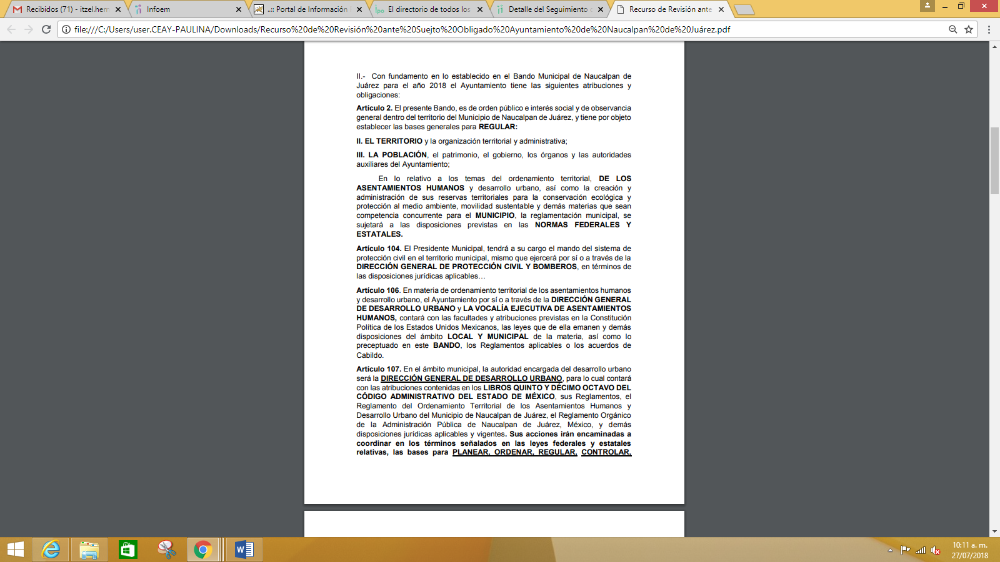 Recibidos (71) - itzel.hern
Infoem
..:: Portal de Información
El directorio de todos los
Detalle del Seguimiento
Recurso de Revisión ante
file:///C:/Users/user.CEAY-PAULINA/Downloads/Recurso%20de%20Revisión%20ante%20Suejto%20Obligado%20Ayuntamiento%20de%20Naucalpan%20de%20Juárez.pdf
II.- Con fundamento en lo establecido en el Bando Municipal de Naucalpan de
Juárez para el año 2018 el Ayuntamiento tiene las siguientes atribuciones y
obligaciones:
Artículo 2. El presente Bando, es de orden público e interés social y de observancia
general dentro del territorio del Municipio de Naucalpan de Juárez, y tiene por objeto
establecer las bases generales para REGULAR:
II. EL TERRITORIO y la organización territorial y administrativa;
III. LA POBLACIÓN, el patrimonio, el gobierno, los órganos y las autoridades
auxiliares del Ayuntamiento;
En lo relativo a los temas del ordenamiento territorial, DE LOS
ASENTAMIENTOS HUMANOS y desarrollo urbano, así como la creación y
administración de sus reservas territoriales para la conservación ecológica y
protección al medio ambiente, movilidad sustentable y demás materias que sean
competencia concurrente para el MUNICIPIO, la reglamentación municipal, se
sujetará a las disposiciones previstas en las NORMAS FEDERALES Y
ESTATALES.
Artículo 104. El Presidente Municipal, tendrá a su cargo el mando del sistema de
protección civil en el territorio municipal, mismo que ejercerá por sí o a través de la
DIRECCIÓN GENERAL DE PROTECCIÓN CIVIL Y BOMBEROS, en términos de
las disposiciones jurídicas aplicables…
Artículo 106. En materia de ordenamiento territorial de los asentamientos humanos
y desarrollo urbano, el Ayuntamiento por sí o a través de la DIRECCIÓN GENERAL
DE DESARROLLO URBANO y LA VOCALÍA EJECUTIVA DE ASENTAMIENTOS
HUMANOS, contará con las facultades y atribuciones previstas en la Constitución
Política de los Estados Unidos Mexicanos, las leyes que de ella emanen y demás
disposiciones del ámbito LOCAL Y MUNICIPAL de la materia, así como lo
preceptuado en este BANDO, los Reglamentos aplicables o los acuerdos de
Cabildo.
Artículo 107. En el ámbito municipal, la autoridad encargada del desarrollo urbano
será la DIRECCIÓN GENERAL DE DESARROLLO URBANO, para lo cual contará
con las atribuciones contenidas en los LIBROS QUINTO Y DÉCIMO OCTAVO DEL
CÓDIGO ADMINISTRATIVO DEL ESTADO DE MÉXICO, sus Reglamentos, el
Reglamento del Ordenamiento Territorial de los Asentamientos Humanos y
Desarrollo Urbano del Municipio de Naucalpan de Juárez, el Reglamento Orgánico
de la Administración Pública de Naucalpan de Juárez, México, y demás
disposiciones jurídicas aplicables y vigentes. Sus acciones irán encaminadas a
coordinar en los términos señalados en las leyes federales y estatales
relativas, las bases para PLANEAR, ORDENAR, REGULAR, CONTROLAR,
10:11 a. m.
27/07/2018